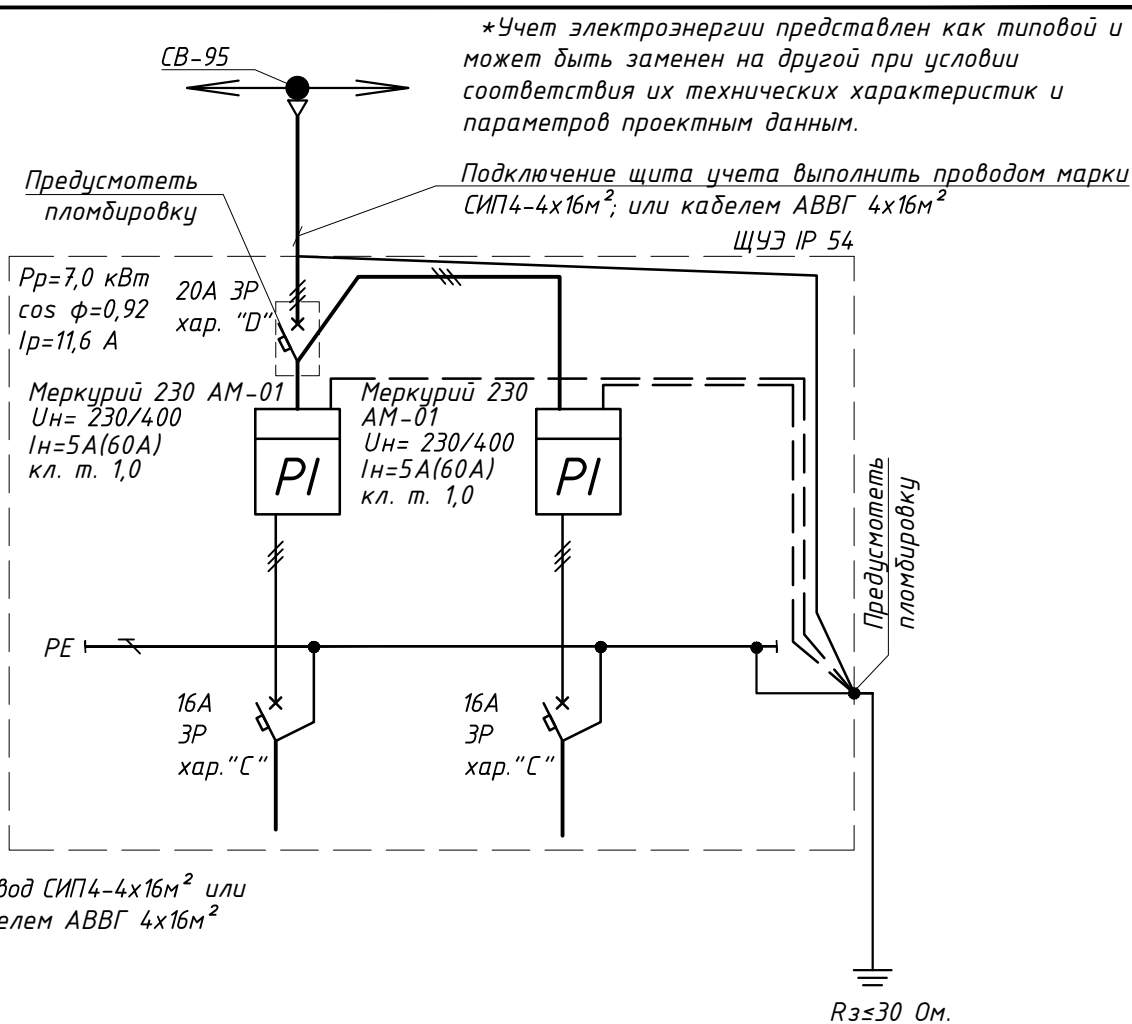 *Учет электроэнергии представлен как типовой и
может быть заменен на другой при условии
соответствия их технических характеристик и
параметров проектным данным.
СВ-95
Предусмотеть
пломбировку
Подключение щита учета выполнить проводом марки
СИП4-4х16м²; или кабелем АВВГ 4х16м²
ЩУЭ IP 54
Рр=7,0 кВт
cos ф=0,92
Iр=11,6 А
20А 3Р
хар. "D"
Меркурий 230 АМ-01
Uн= 230/400
Iн=5А(60А)
кл. т. 1,0
Меркурий 230
АМ-01
Uн= 230/400
Iн=5А(60А)
кл. т. 1,0
PI
PI
Предусмотеть
пломбировку
PE
16А
3Р
хар."С"
16А
3Р
хар."С"
вод СИП4-4х16м² или
елем АВВГ 4х16м²
Rз≤30 Ом.